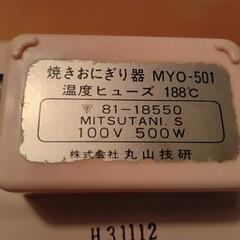 焼きおにぎり器 MYO-501
温度ヒューズ 188℃
81-18550
MITSUTANI. S
100V 500W
株式会社 丸山技研
H31112